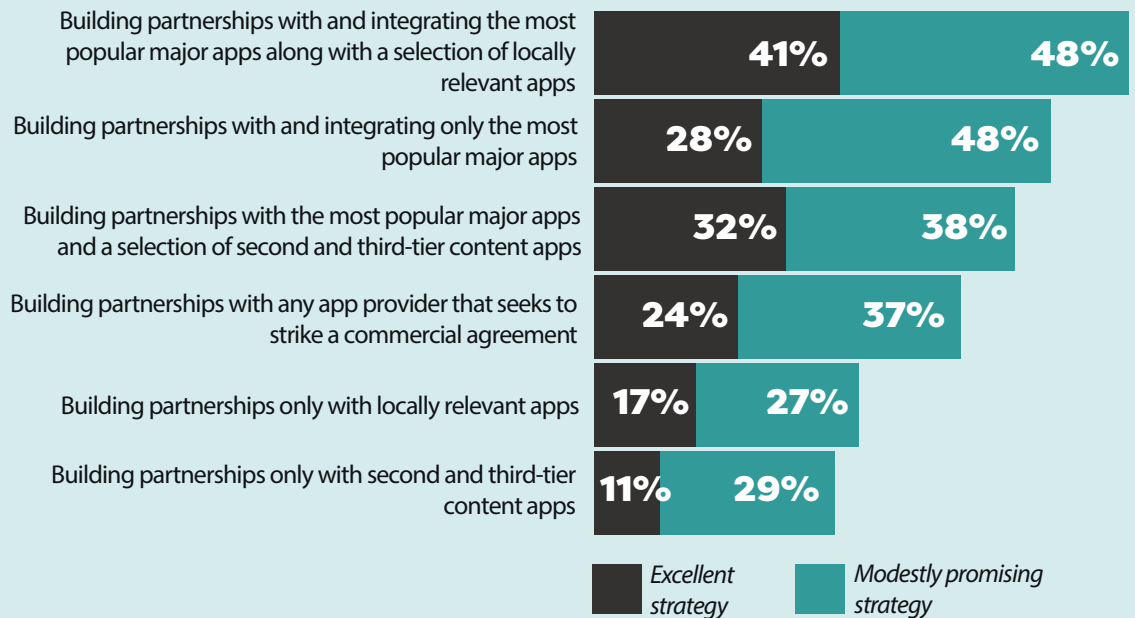 Building partnerships with and integrating the most
popular major apps along with a selection of locally
relevant apps
41% 48%
Building partnerships with and integrating only the most
popular major apps
28% 48%
Building partnerships with the most popular major apps
and a selection of second and third-tier content apps
32% 38%
Building partnerships with any app provider that seeks to
strike a commercial agreement
24% 37%
Building partnerships only with locally relevant apps
17% 27%
Building partnerships only with second and third-tier
content apps
11% 29%
Excellent
strategy
Modestly promising
strategy